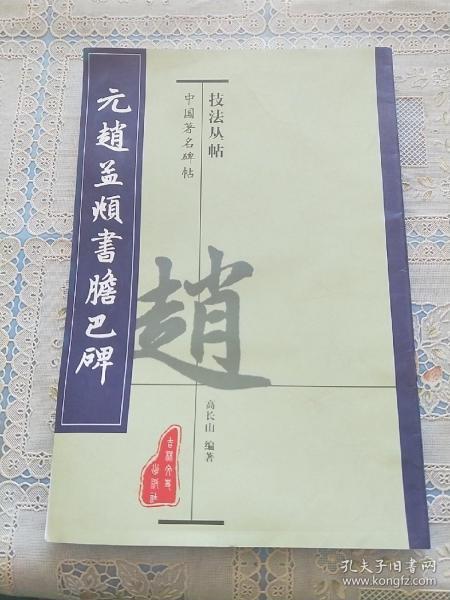 元趙孟頫書膽巴碑
技法丛帖
中国著名碑帖
趙
高长山 编著
吉林文史
出版社
孔夫子旧书网
www.kongfz.com